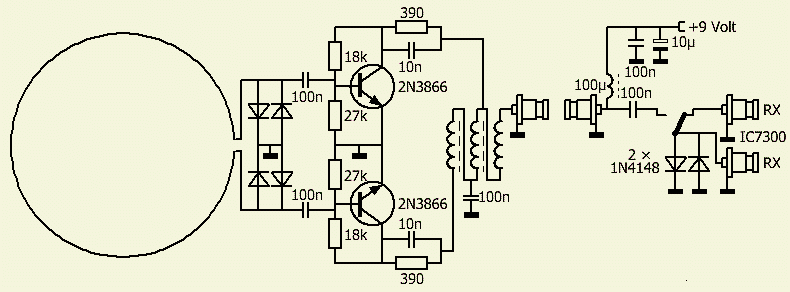 390
18k
10n
100n
2N3866
27k
27k
100n
2N3866
10n
18k
390
100n
+9 Volt
10µ
100n
100µ
100n
RX
IC7300
2 ×
1N4148
RX